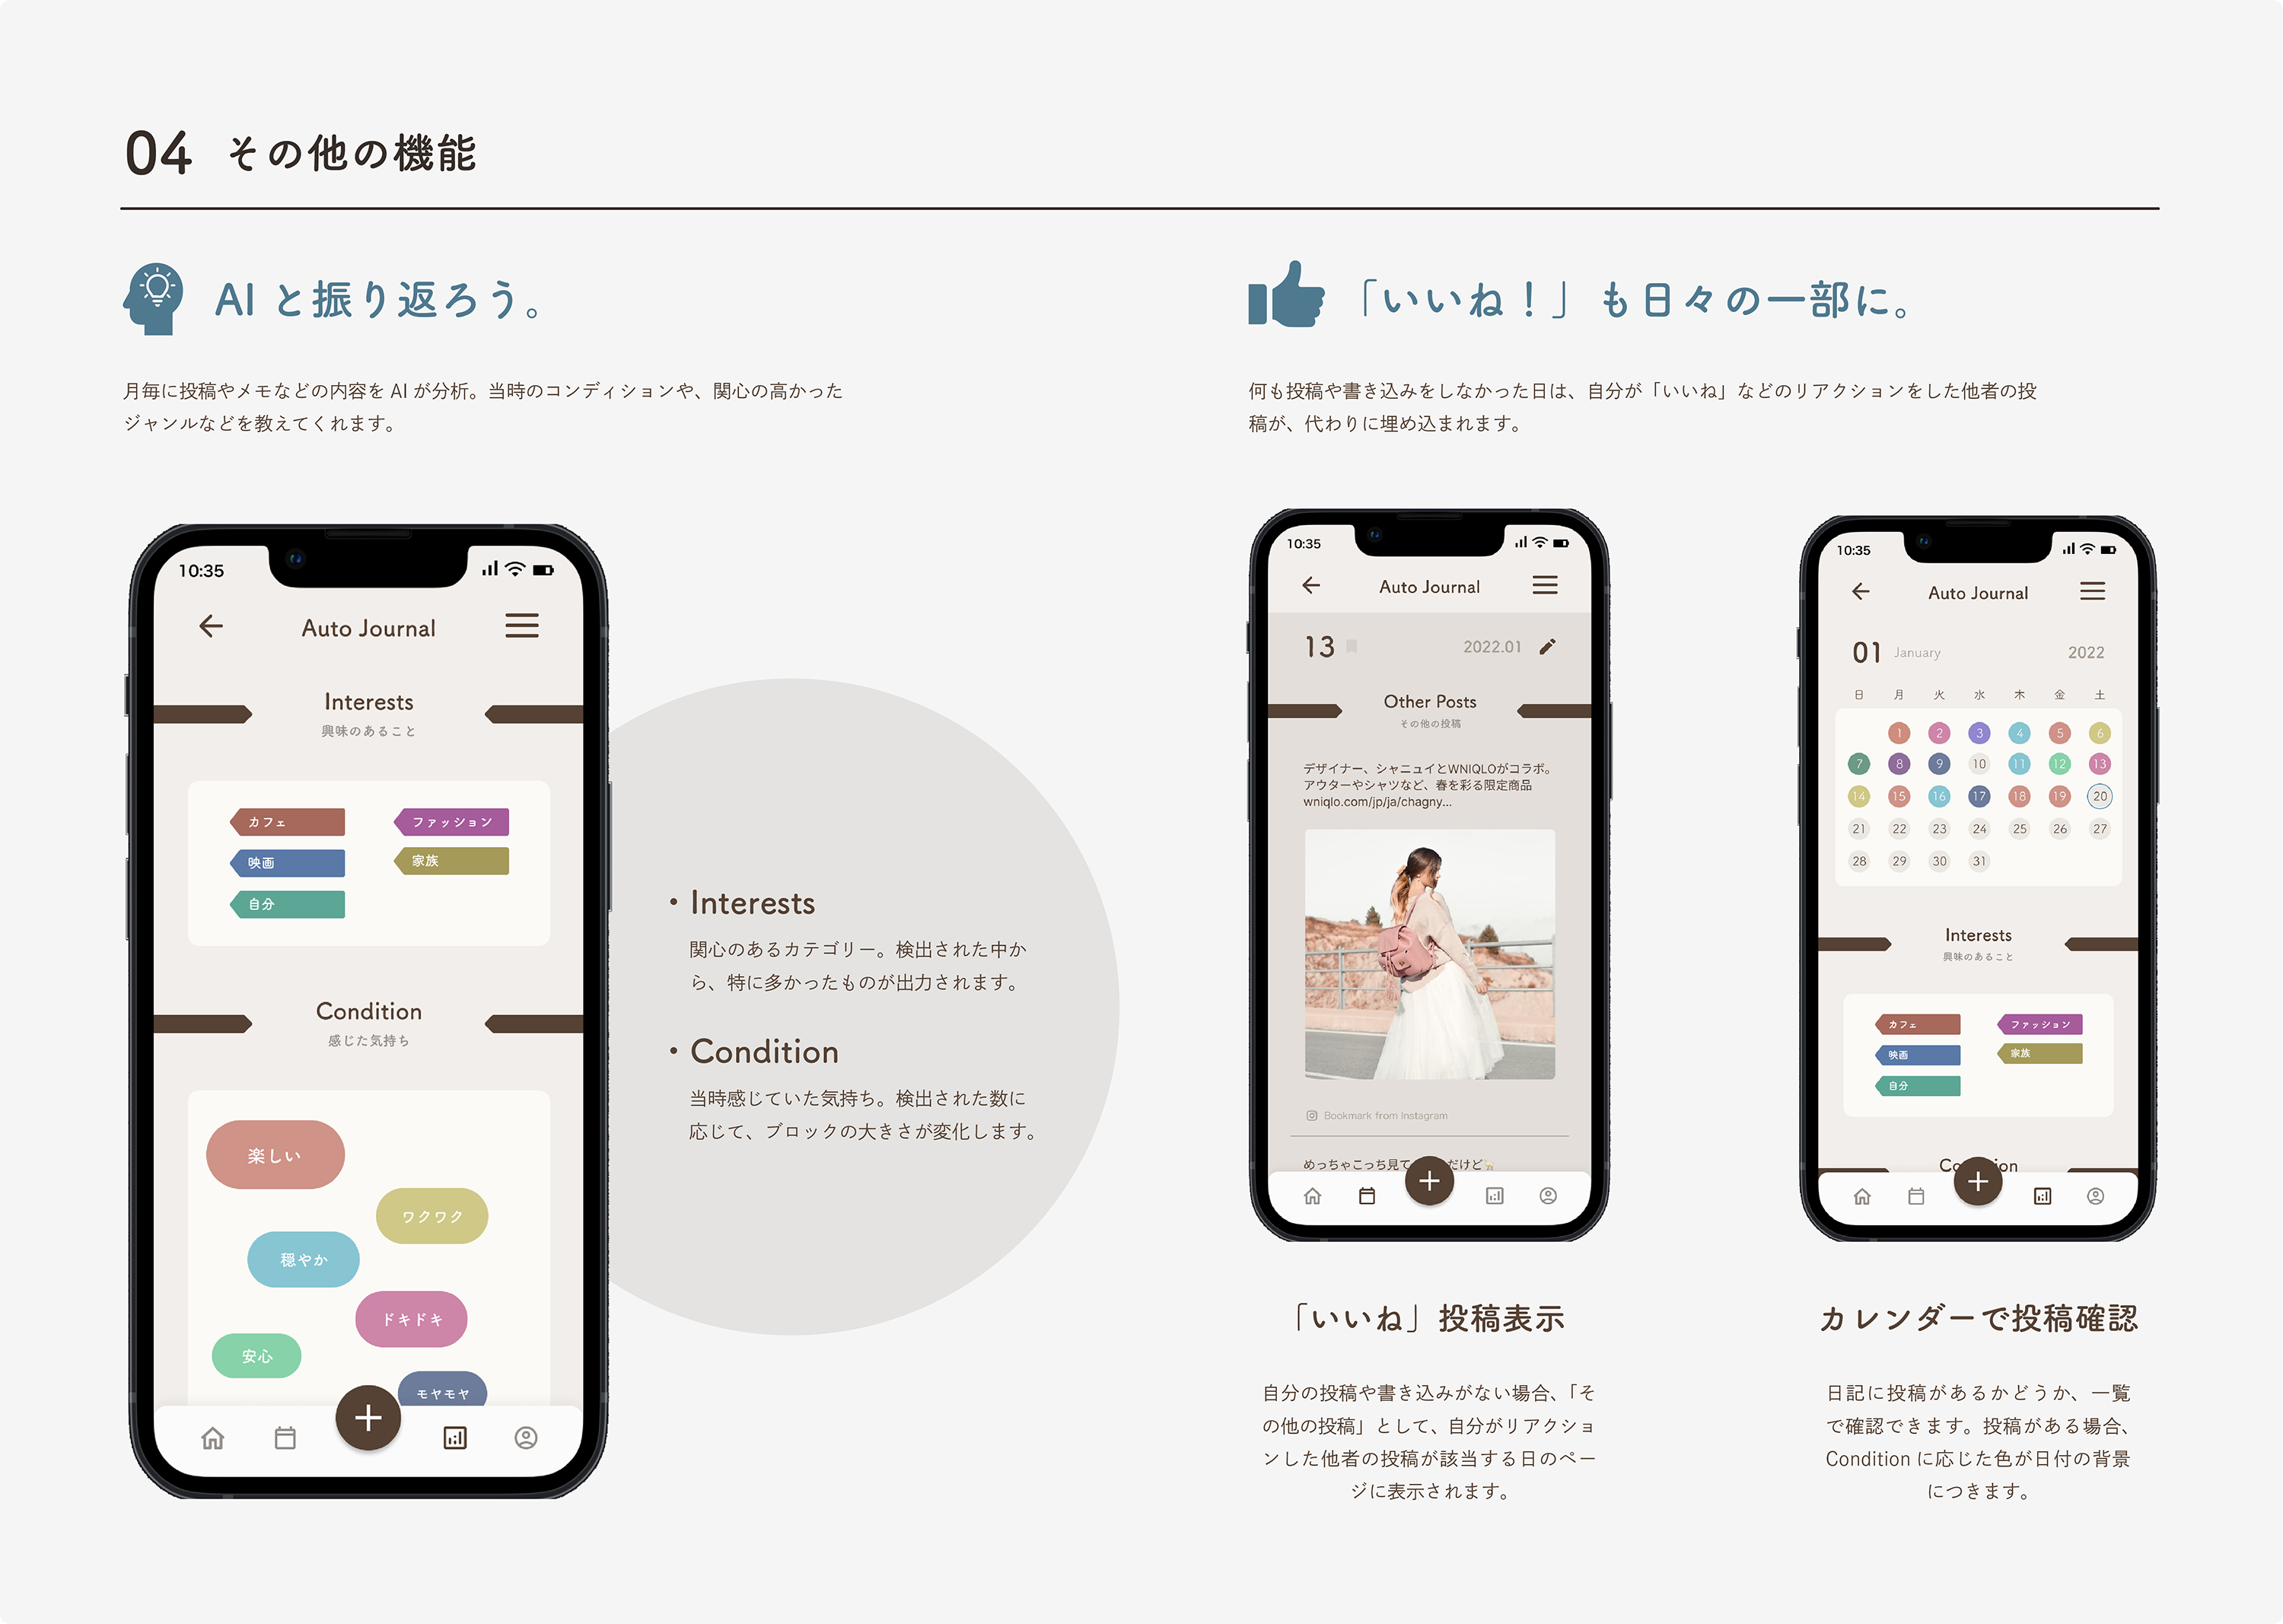 04 その他の機能
AI と振り返ろう。
月毎に投稿やメモなどの内容を AI が分析。当時のコンディションや、関心の高かった
ジャンルなどを教えてくれます。
10:35
Auto Journal
Interests
興味のあること
カフェ
ファッション
映画
家族
自分
Condition
感じた気持ち
楽しい
ワクワク
穏やか
ドキドキ
安心
モヤモヤ
・Interests
関心のあるカテゴリー。検出された中か
ら、特に多かったものが出力されます。
・Condition
当時感じていた気持ち。検出された数に
応じて、ブロックの大きさが変化します。
「いいね！」も日々の一部に。
何も投稿や書き込みをしなかった日は、自分が「いいね」などのリアクションをした他者の投
稿が、代わりに埋め込まれます。
10:35
Auto Journal
13 2022.01
Other Posts
その他の投稿
デザイナー、シャニュイとWNIQLOがコラボ。
アウターやシャツなど、春を彩る限定商品
wniqlo.com/jp/ja/chagny...
Bookmark from Instagram
めっちゃこっち見て だけど
「いいね」投稿表示
自分の投稿や書き込みがない場合、「そ
の他の投稿」として、自分がリアクショ
ンした他者の投稿が該当する日のペー
ジに表示されます。
10:35
Auto Journal
01 January 2022
日 月 火 水 木 金 土
1 2 3 4 5 6
7 8 9 10 11 12 13
14 15 16 17 18 19 20
21 22 23 24 25 26 27
28 29 30 31
Interests
興味のあること
カフェ
ファッション
映画
家族
自分
カレンダーで投稿確認
日記に投稿があるかどうか、一覧
で確認できます。投稿がある場合、
Condition に応じた色が日付の背景
につきます。